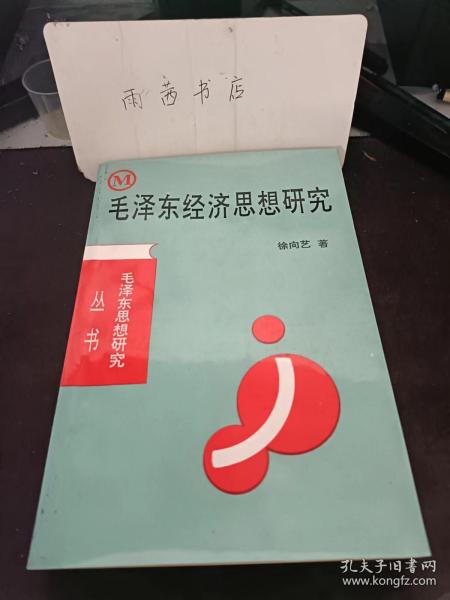 雨茜书店
M
毛泽东经济思想研究
徐向艺 著
毛泽东思想研究
丛书
孔夫子旧书网
www.kongfz.com